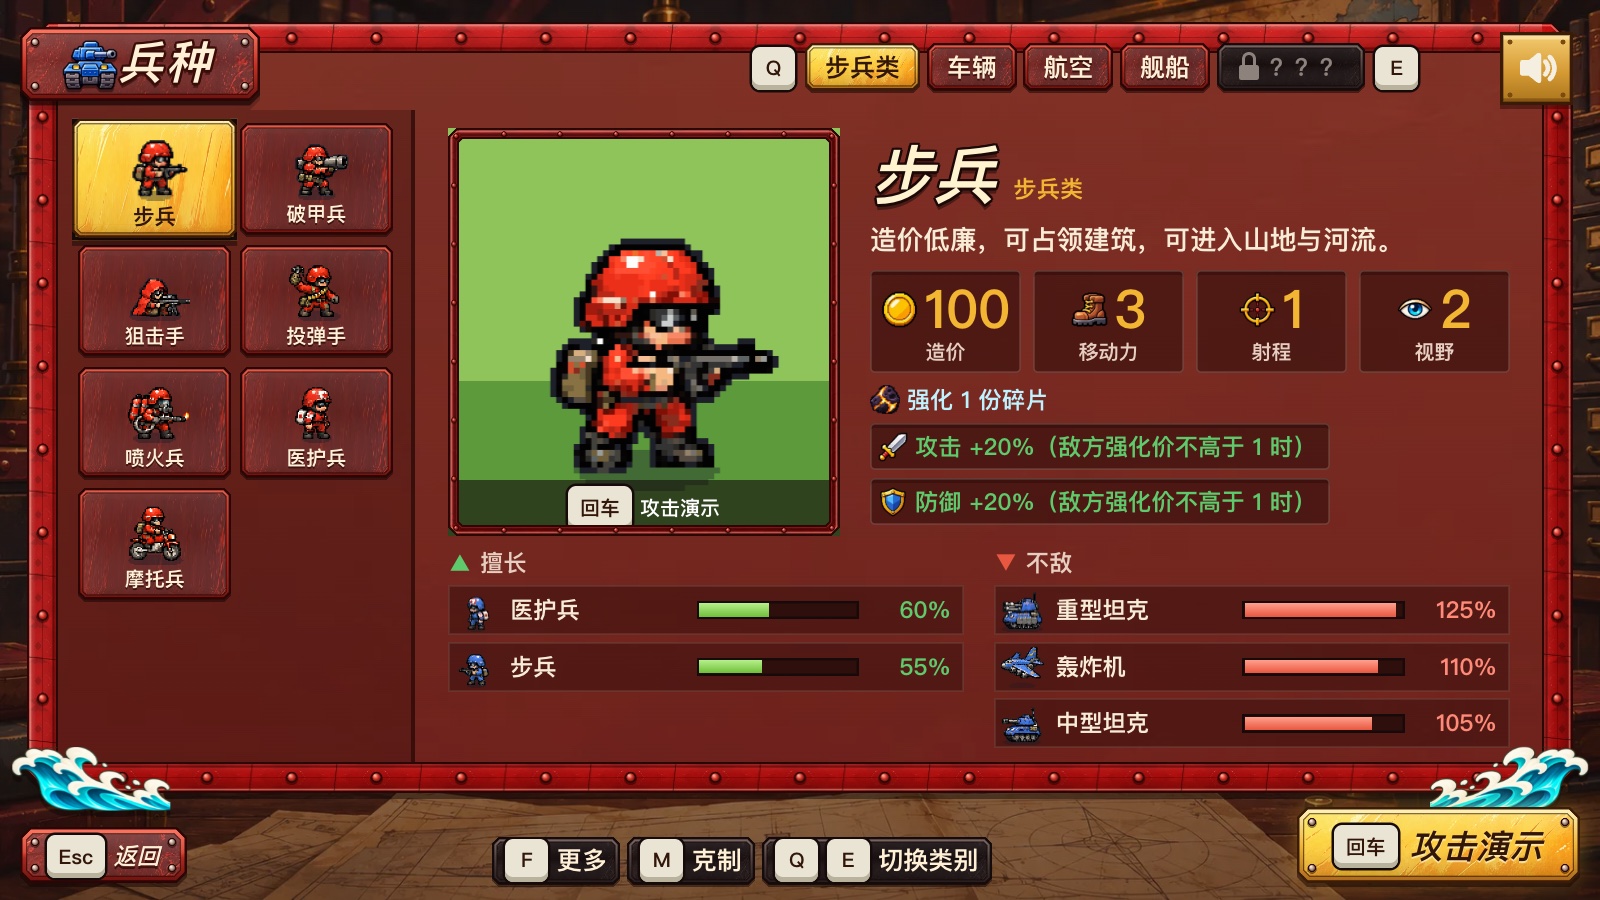 兵种
Q 步兵类 车辆 航空 舰船 ??? E
步兵 破甲兵
狙击手 投弹手
喷火兵 医护兵
摩托兵
回车 攻击演示
步兵 步兵类
造价低廉，可占领建筑，可进入山地与河流。
100 3 1 2
造价 移动力 射程 视野
强化 1 份碎片
攻击 +20%（敌方强化价不高于 1 时）
防御 +20%（敌方强化价不高于 1 时）
擅长
医护兵 60%
步兵 55%
不敌
重型坦克 125%
轰炸机 110%
中型坦克 105%
Esc 返回
F 更多 M 克制 Q E 切换类别
回车 攻击演示